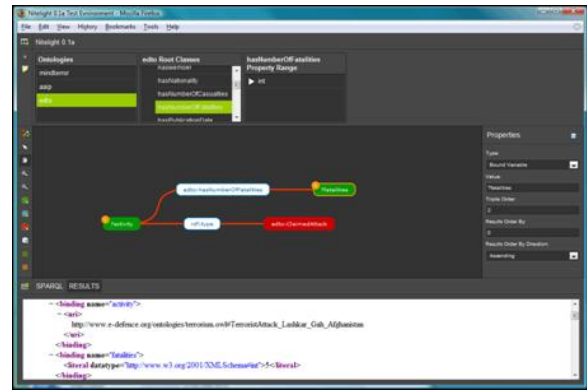 Nitelight 0.1a Test Environment - Mozilla Firefox
File Edit View History Bookmarks Tools Help
Nitelight 0.1a
Ontologies
mindterror
aaip
edto
edto Root Classes
hasNationality
hasNumberOfCasualties
hasNumberOfFatalities
hasPublicationDate
hasNumberOfFatalities
Property Range
int
edto:hasNumberOfFatalities
?fatalities
?activity
rdf:type
edto:ClaimedAttack
Properties
Type
Bound Variable
Value
?fatalities
Triple Order
2
Results Order By
0
Results Order By Direction
Ascending
SPARQL RESULTS
- <binding name="activity">
- <uri>
http://www.e-defence.org/ontologies/terrorism.owl#TerroristAttack_Lashkar_Gah_Afghanistan
</uri>
</binding>
- <binding name="fatalities">
<literal datatype="http://www.w3.org/2001/XMLSchema#int">5</literal>
</binding>